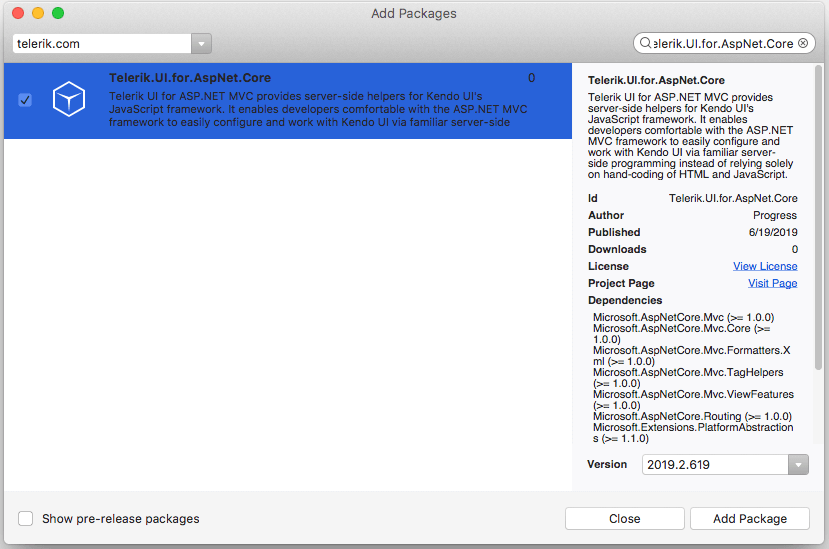 Add Packages
telerik.com
elerik.UI.for.AspNet.Core
Telerik.UI.for.AspNet.Core 0
Telerik UI for ASP.NET MVC provides server-side helpers for Kendo UI's
JavaScript framework. It enables developers comfortable with the ASP.NET MVC
framework to easily configure and work with Kendo UI via familiar server-side
Telerik.UI.for.AspNet.Core
Telerik UI for ASP.NET MVC provides
server-side helpers for Kendo UI's
JavaScript framework. It enables
developers comfortable with the ASP.NET
MVC framework to easily configure and
work with Kendo UI via familiar server-
side programming instead of relying solely
on hand-coding of HTML and JavaScript.
Id Telerik.UI.for.AspNet.Core
Author Progress
Published 6/19/2019
Downloads 0
License View License
Project Page Visit Page
Dependencies
Microsoft.AspNetCore.Mvc (>= 1.0.0)
Microsoft.AspNetCore.Mvc.Core (>=
1.0.0)
Microsoft.AspNetCore.Mvc.Formatters.X
ml (>= 1.0.0)
Microsoft.AspNetCore.Mvc.TagHelpers
(>= 1.0.0)
Microsoft.AspNetCore.Mvc.ViewFeatures
(>= 1.0.0)
Microsoft.AspNetCore.Routing (>= 1.0.0)
Microsoft.Extensions.PlatformAbstraction
s (>= 1.1.0)
Version 2019.2.619
Show pre-release packages
Close
Add Package